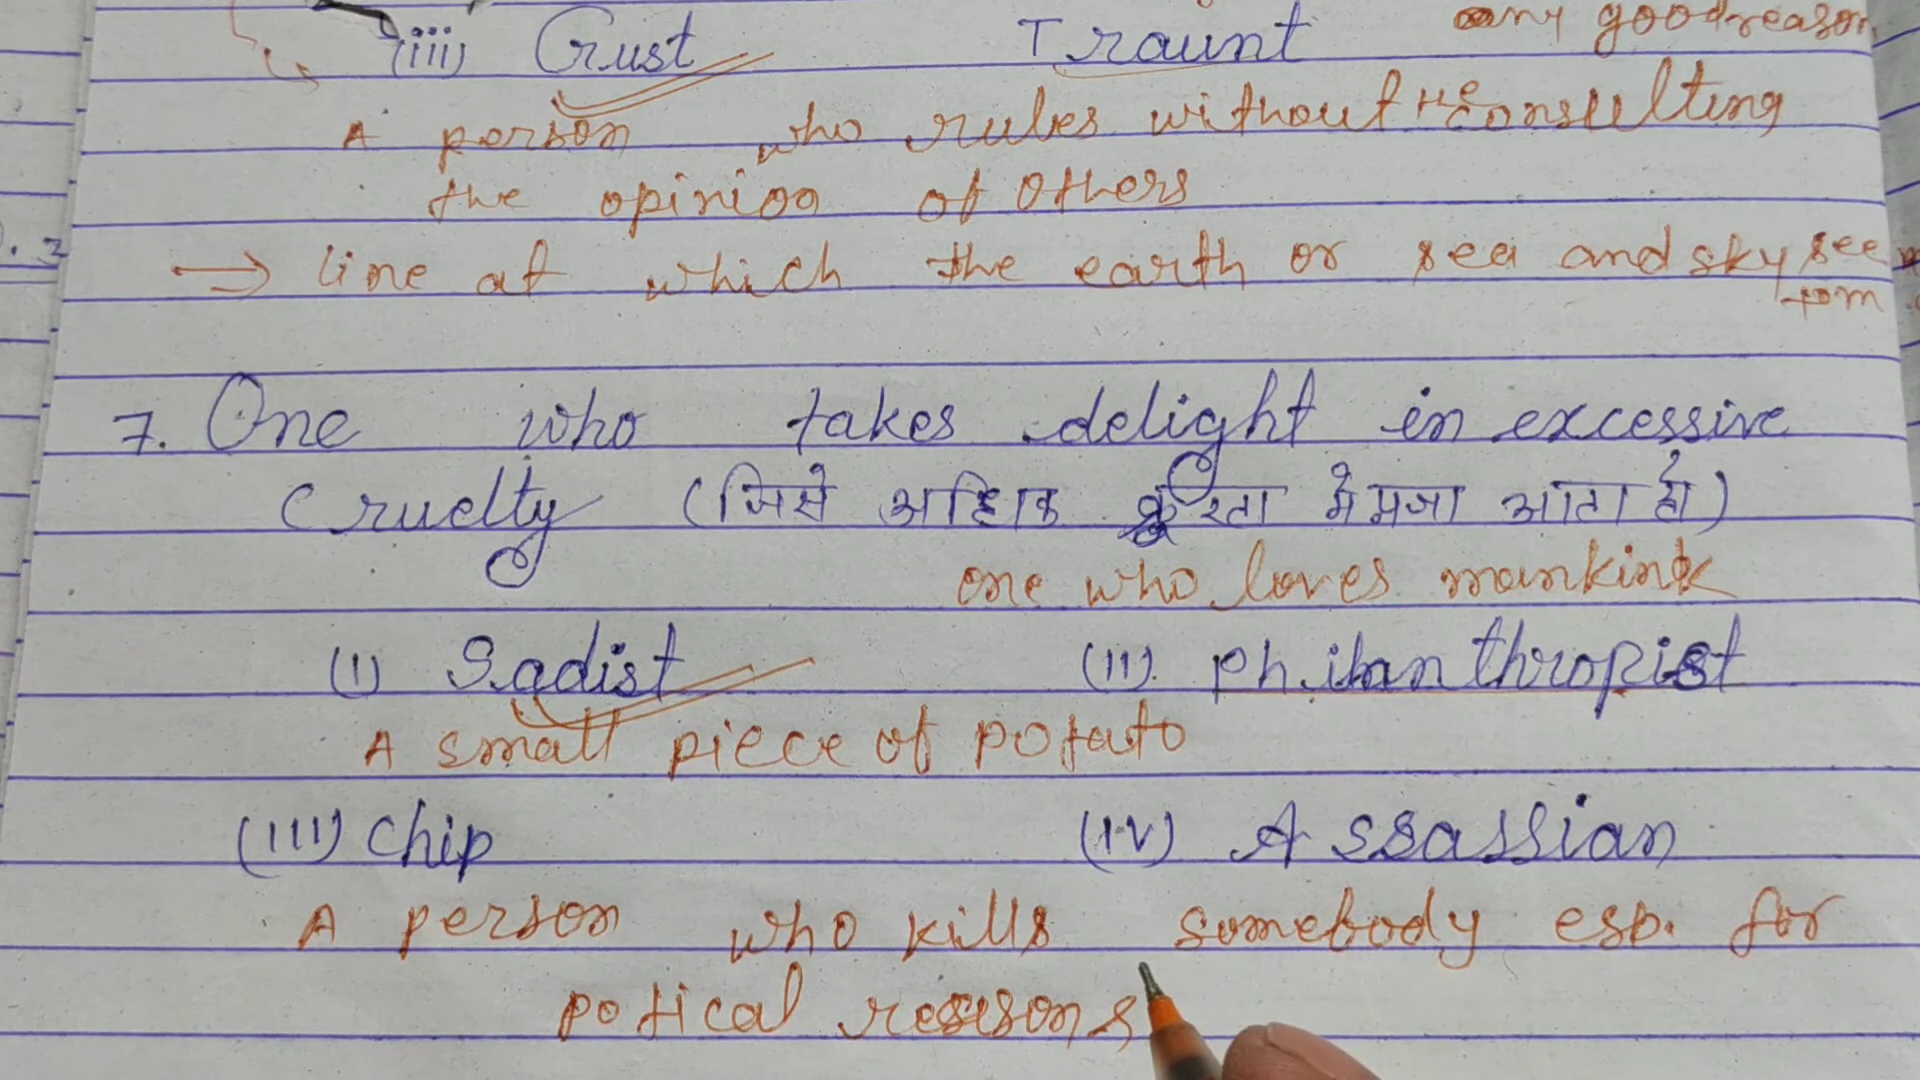 any good reason
(iii) Crust Traunt
A person who rules without the consulting
the opinion of others
→ line at which the earth or sea and sky see
7. One who takes delight in excessive
Cruelty (जिसे अधिक क्रूरता मे मजा आता हो)
one who loves mankink
(I) Sadist (II) Philanthropist
A small piece of potato
(III) Chip (IV) Assassian
A person who kills somebody esp. for
potical resesons